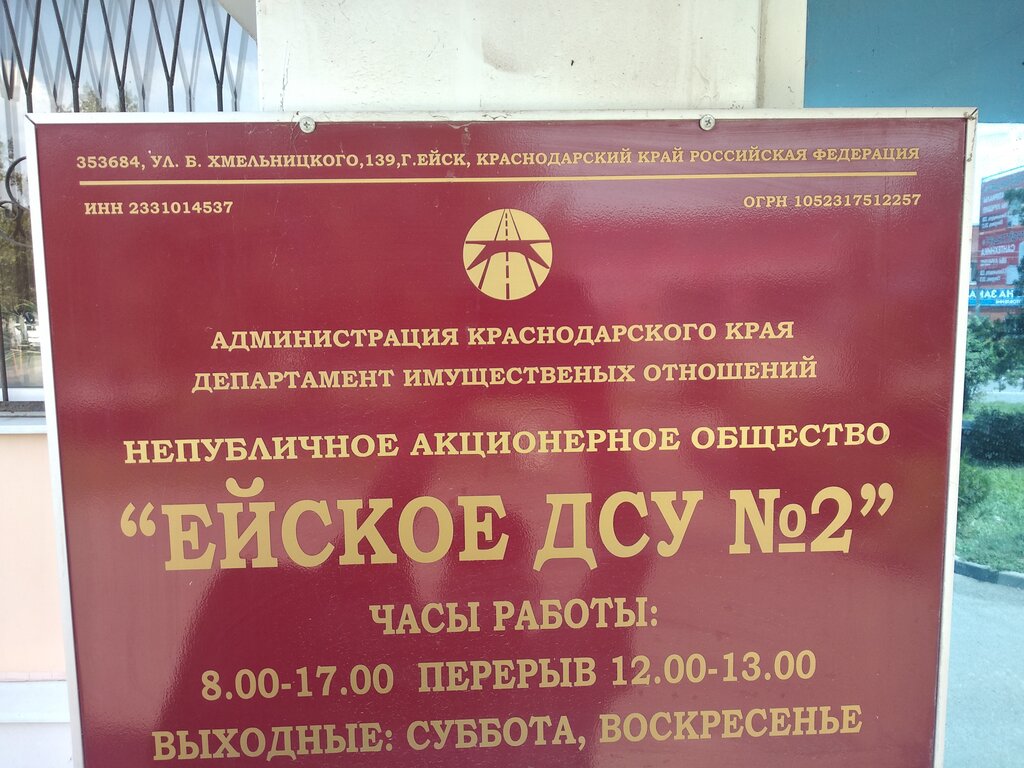 353684, УЛ. Б. ХМЕЛЬНИЦКОГО,139,Г.ЕЙСК, КРАСНОДАРСКИЙ КРАЙ РОССИЙСКАЯ ФЕДЕРАЦИЯ
ИНН 2331014537
ОГРН 1052317512257
АДМИНИСТРАЦИЯ КРАСНОДАРСКОГО КРАЯ
ДЕПАРТАМЕНТ ИМУЩЕСТВЕНЫХ ОТНОШЕНИЙ
НЕПУБЛИЧНОЕ АКЦИОНЕРНОЕ ОБЩЕСТВО
“ЕЙСКОЕ ДСУ №2”
ЧАСЫ РАБОТЫ:
8.00-17.00 ПЕРЕРЫВ 12.00-13.00
ВЫХОДНЫЕ: СУББОТА, ВОСКРЕСЕНЬЕ